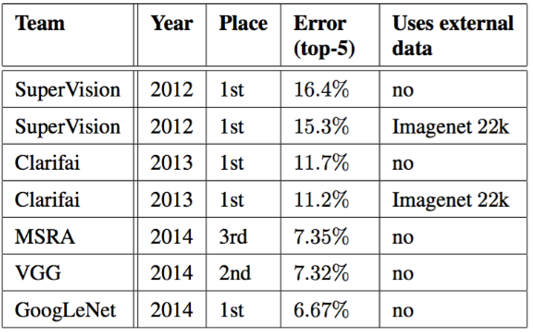 Team Year Place Error (top-5) Uses external data
SuperVision 2012 1st 16.4% no
SuperVision 2012 1st 15.3% Imagenet 22k
Clarifai 2013 1st 11.7% no
Clarifai 2013 1st 11.2% Imagenet 22k
MSRA 2014 3rd 7.35% no
VGG 2014 2nd 7.32% no
GoogLeNet 2014 1st 6.67% no